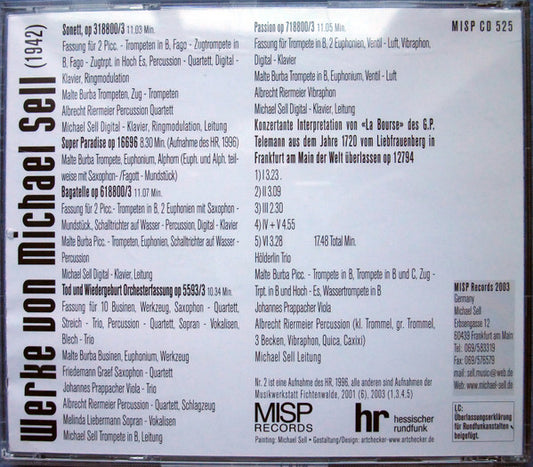 Werke von Michael Sell (1942)
Sonett, op 318800/3 11.03 Min.
Fassung für 2 Picc. - Trompeten in B, Fago - Zugtrompete in
B, Fago - Zugtrpt. in Hoch Es, Percussion - Quartett, Digital -
Klavier, Ringmodulation
Malte Burba Trompeten, Zug - Trompeten
Albrecht Riermeier Percussion Quartett
Michael Sell Digital - Klavier, Ringmodulation, Leitung
Super Paradise op 16696 8.30 Min. (Aufnahme des HR, 1996)
Malte Burba Trompete, Euphonium, Alphorn (Euph. und Alph. teil-
weise mit Saxophon- /Fagott - Mundstück)
Bagatelle op 618800/3 11.07 Min.
Fassung für 2 Picc.- Trompeten in B, 2 Euphonien mit Saxophon -
Mundstück, Schalltrichter auf Wasser - Percussion, Digital - Klavier
Malte Burba Picc. - Trompeten, Euphonien, Schalltrichter auf Wasser -
Percussion
Michael Sell Digital - Klavier, Leitung
Tod und Wiedergeburt Orchesterfassung op 5593/3 10.34 Min.
Fassung für 10 Businen, Werkzeug, Saxophon - Quartett,
Streich - Trio, Percussion - Quartett, Sopran - Vokalisen,
Blech - Trio
Malte Burba Businen, Euphonium, Werkzeug
Friedemann Graef Saxophon - Quartett
Johannes Prappacher Viola - Trio
Albrecht Riermeier Percussion - Quartett, Schlagzeug
Melinda Liebermann Sopran - Vokalisen
Michael Sell Trompete in B, Leitung
Passion op 718800/3 11.05 Min.
Fassung für Trompete in B, 2 Euphonien, Ventil - Luft, Vibraphon,
Digital - Klavier
Malte Burba Trompete in B, Euphonium, Ventil - Luft
Albrecht Riermeier Vibraphon
Michael Sell Digital - Klavier, Leitung
Konzertante Interpretation von «La Bourse» des G.P.
Telemann aus dem Jahre 1720 vom Liebfrauenberg in
Frankfurt am Main der Welt überlassen op 12794
1) I 3.23 .
2) II 3.09
3) III 2.30
4) IV + V 4.55
5) VI 3.28 17.48 Total Min.
Hölderlin Trio
Malte Burba Picc. - Trompete in B, Trompete in B und C, Zug -
Trpt. in B und Hoch - Es, Wassertrompete in B
Johannes Prappacher Viola
Albrecht Riermeier Percussion (kl. Trommel, gr. Trommel,
3 Becken, Vibraphon, Quica, Caxixi)
Michael Sell Leitung
Nr. 2 ist eine Aufnahme des HR, 1996, alle anderen sind Aufnahmen der
Musikwerkstatt Fichtenwalde, 2001 (6), 2003 (1,3,4,5)
MISP
RECORDS
hr hessischer
rundfunk
Painting: Michael Sell • Gestaltung/Design: artchecker - www.artchecker.de
MISP CD 525
MISP Records 2003
Germany
Michael Sell
Erbsengasse 12
60439 Frankfurt am Main
Tel: 069/583319
Fax: 069/576579
mail: sell.music@web.de
Web: www.michael-sell.de
LC:
Überlassungserklärung
für Rundfunkanstalten
beigefügt.